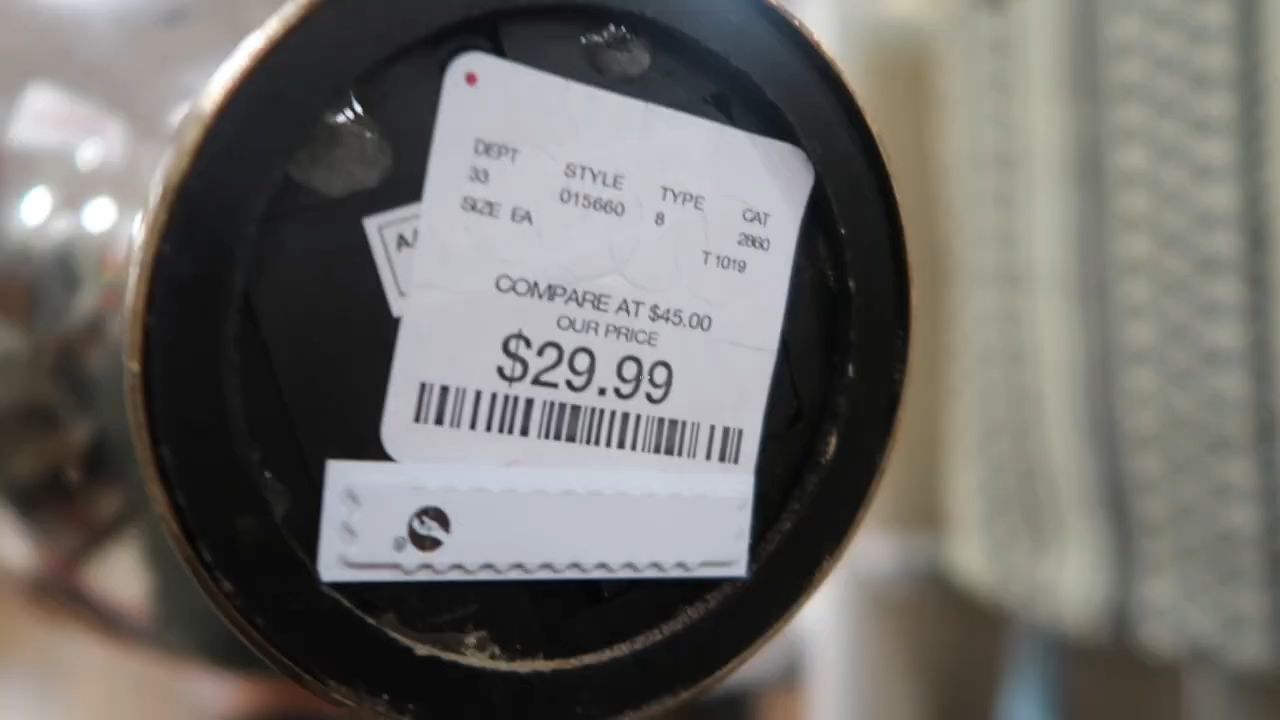 DEPT STYLE TYPE CAT
33 015660 8 2860
SIZE EA T 1019
COMPARE AT $45.00
OUR PRICE
$29.99
®